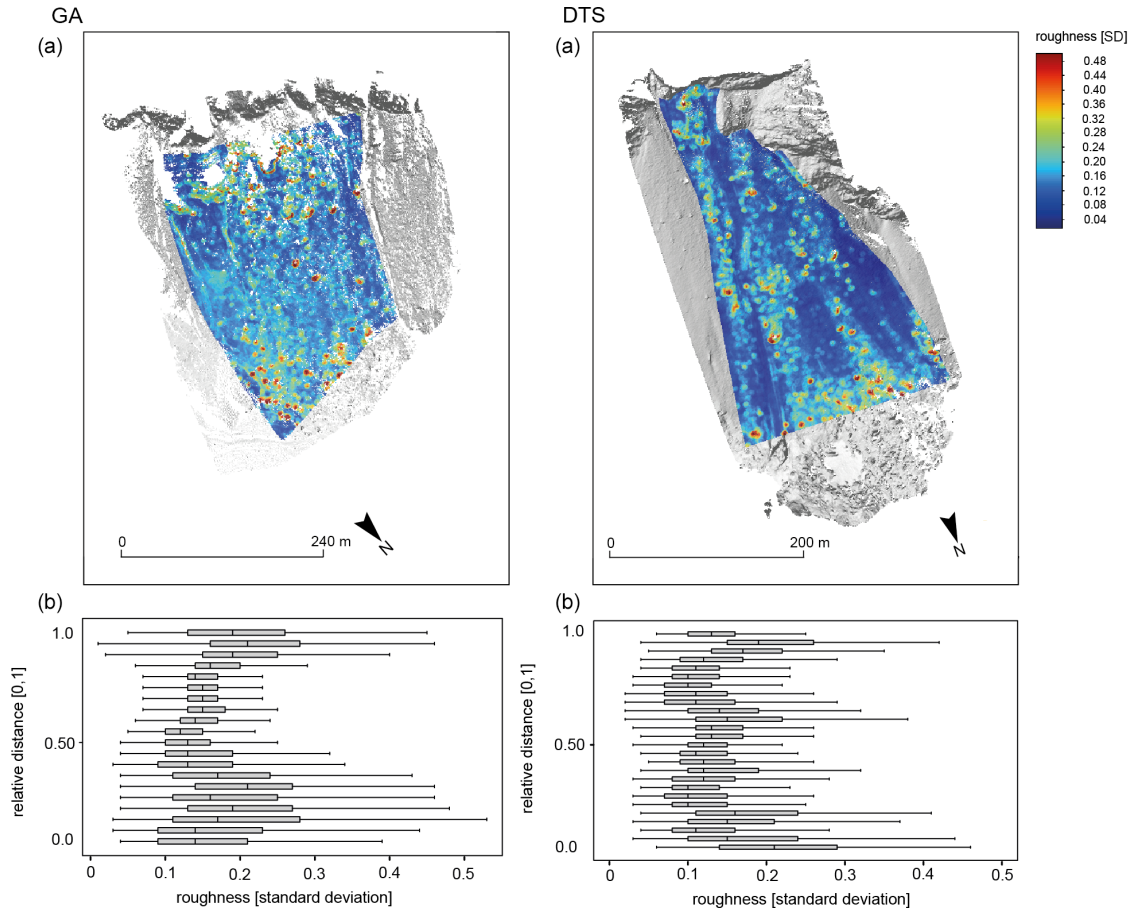 GA
DTS
(a)
(a)
roughness [SD]
0.48
0.44
0.40
0.36
0.32
0.28
0.24
0.20
0.16
0.12
0.08
0.04
0
240 m
N
0
200 m
N
(b)
(b)
relative distance [0,1]
1.0
0.50
0.0
0
0.1
0.2
0.3
0.4
0.5
roughness [standard deviation]
relative distance [0,1]
1.0
0.50
0.0
0
0.1
0.2
0.3
0.4
0.5
roughness [standard deviation]